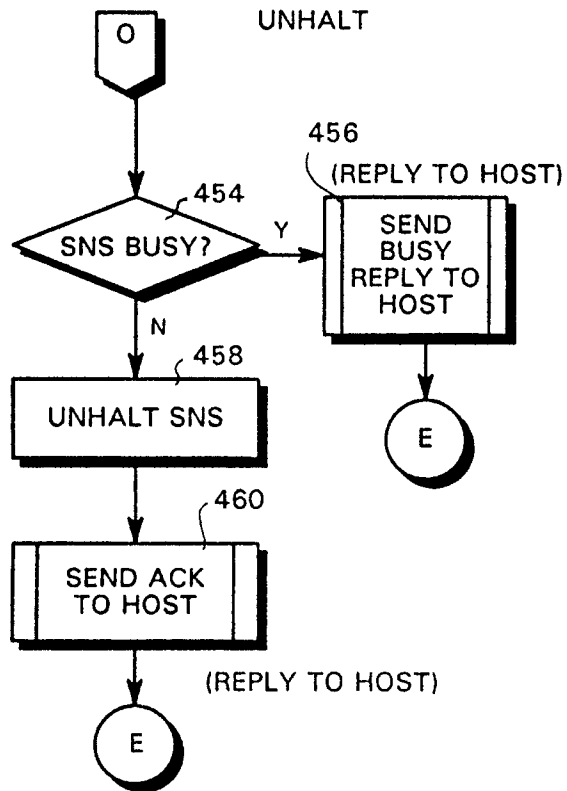 O
UNHALT
454
SNS BUSY?
Y
456
(REPLY TO HOST)
SEND
BUSY
REPLY TO
HOST
E
N
458
UNHALT SNS
460
SEND ACK
TO HOST
(REPLY TO HOST)
E